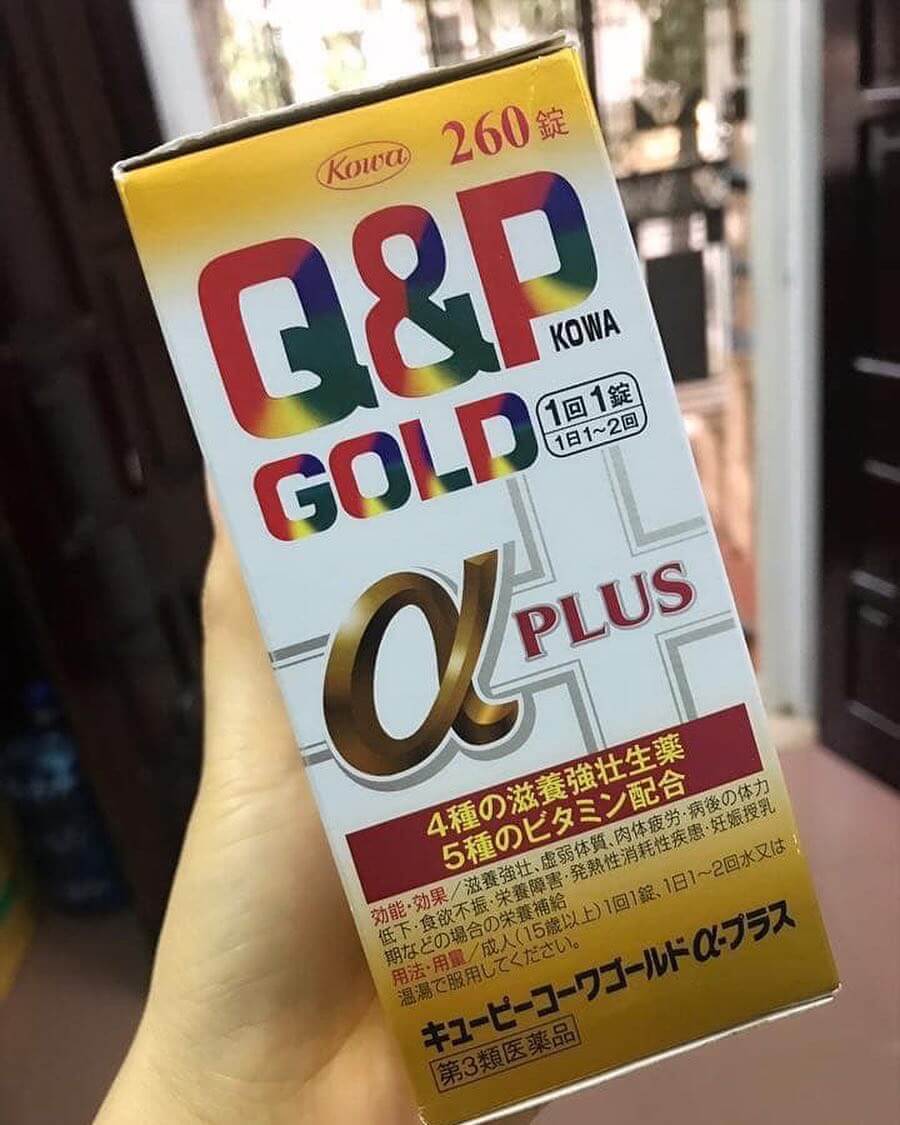 Kowa 260錠
Q&P
KOWA
GOLD
1回1錠
1日1~2回
α PLUS
4種の滋養強壮生薬
5種のビタミン配合
効能・効果／滋養強壮、虚弱体質、肉体疲労・病後の体力
低下・食欲不振・栄養障害・発熱性消耗性疾患・妊娠授乳
期などの場合の栄養補給
用法・用量／成人(15歳以上)1回1錠、1日1~2回水又は
温湯で服用してください。
キューピーコーワゴールドα-プラス
第3類医薬品